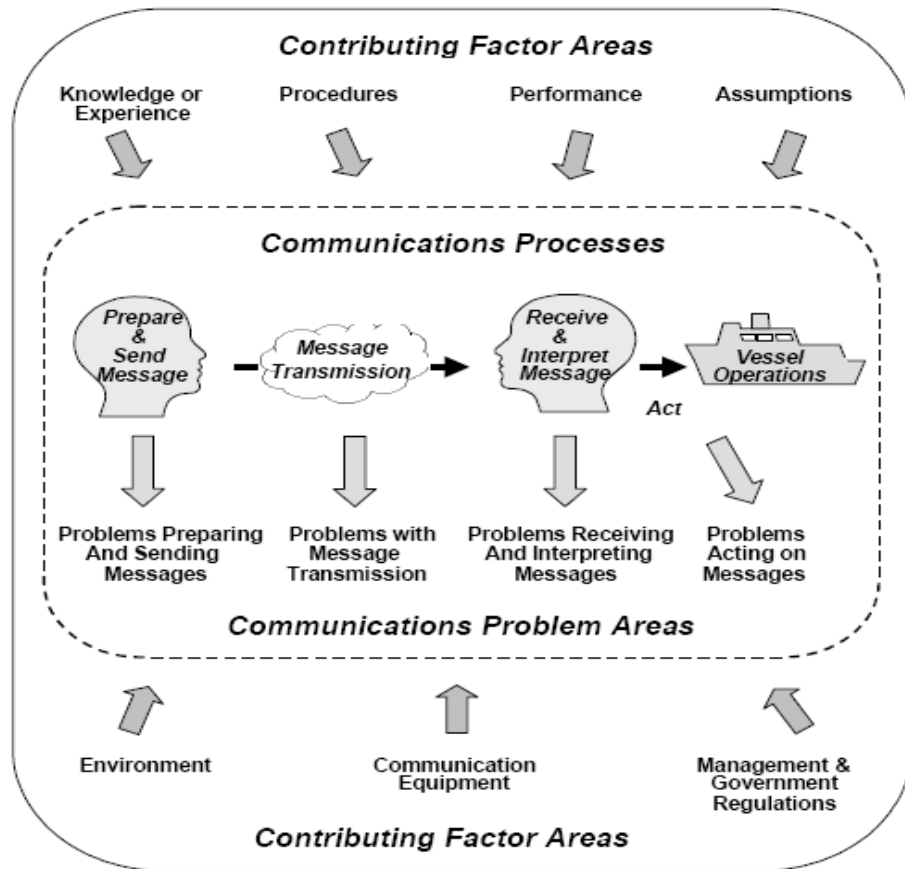 Contributing Factor Areas
Knowledge or
Experience
Procedures
Performance
Assumptions
Communications Processes
Prepare
&
Send
Message
Message
Transmission
Receive
&
Interpret
Message
Act
Vessel
Operations
Problems Preparing
And Sending
Messages
Problems with
Message
Transmission
Problems Receiving
And Interpreting
Messages
Problems
Acting on
Messages
Communications Problem Areas
Environment
Communication
Equipment
Management &
Government
Regulations
Contributing Factor Areas